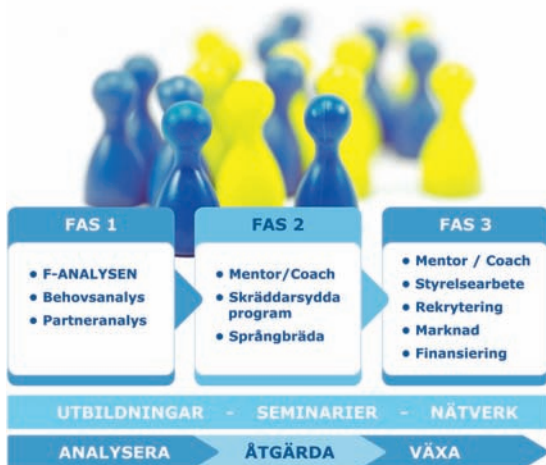 FAS 1
F-ANALYSEN
Behovsanalys
Partneranalys
FAS 2
Mentor/Coach
Skräddarsydda
program
Språngbräda
FAS 3
Mentor / Coach
Styrelsearbete
Rekrytering
Marknad
Finansiering
UTBILDNINGAR - SEMINARIER - NÄTVERK
ANALYSERA
ÅTGÄRDA
VÄXA